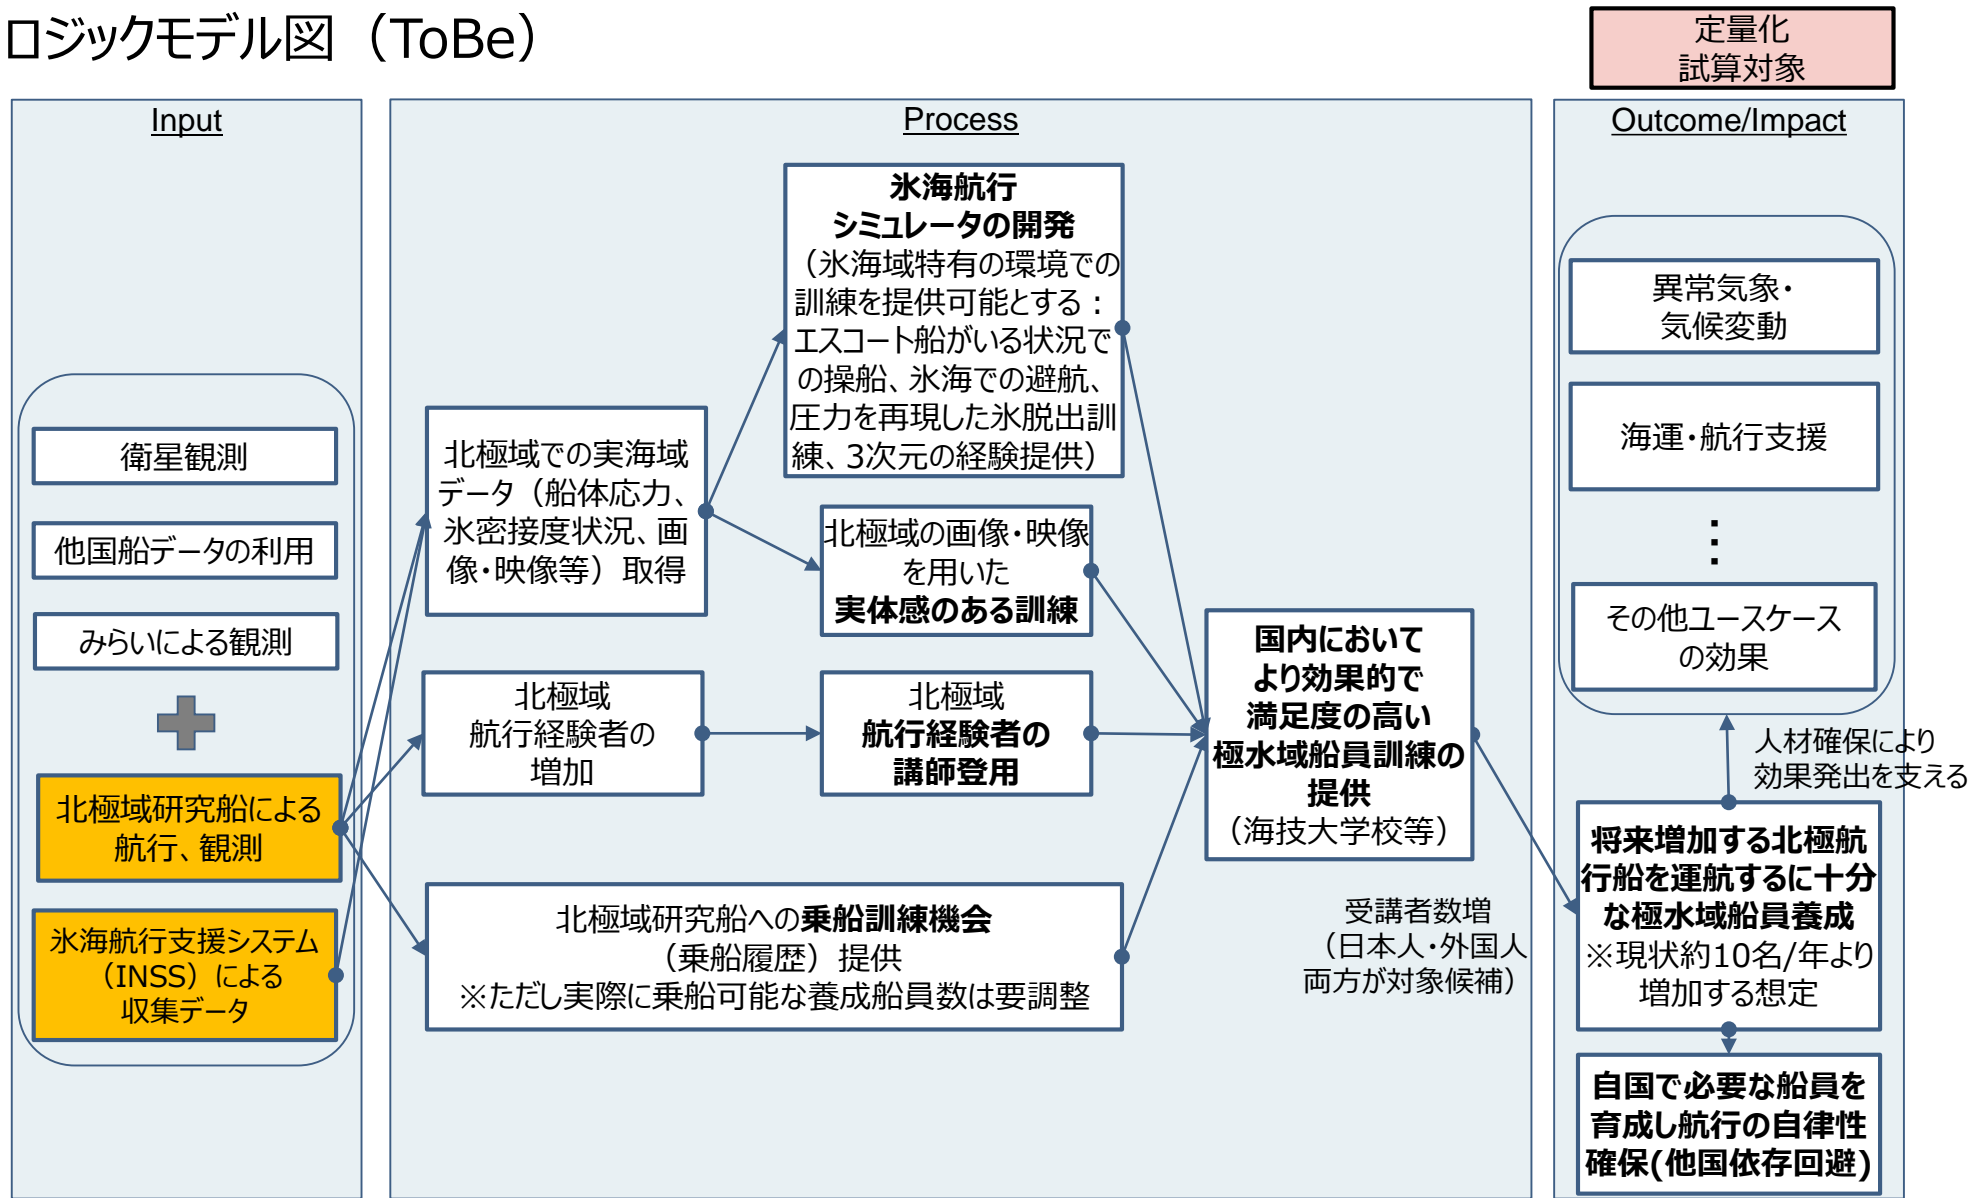 ロジックモデル図（ToBe）
定量化
試算対象
Input
衛星観測
他国船データの利用
みらいによる観測
北極域研究船による
航行、観測
氷海航行支援システム
（INSS）による
収集データ
Process
氷海航行
シミュレータの開発
（氷海域特有の環境での
訓練を提供可能とする：
エスコート船がいる状況で
の操船、氷海での避航、
圧力を再現した氷脱出訓
練、3次元の経験提供）
北極域での実海域
データ（船体応力、
氷密接度状況、画
像・映像等）取得
北極域の画像・映像
を用いた
実体感のある訓練
北極域
航行経験者の
増加
北極域
航行経験者の
講師登用
北極域研究船への乗船訓練機会
（乗船履歴）提供
※ただし実際に乗船可能な養成船員数は要調整
国内において
より効果的で
満足度の高い
極水域船員訓練の
提供
（海技大学校等）
受講者数増
（日本人・外国人
両方が対象候補）
Outcome/Impact
異常気象・
気候変動
海運・航行支援
⋮
その他ユースケース
の効果
人材確保により
効果発出を支える
将来増加する北極航
行船を運航するに十分
な極水域船員養成
※現状約10名/年より
増加する想定
自国で必要な船員を
育成し航行の自律性
確保(他国依存回避)